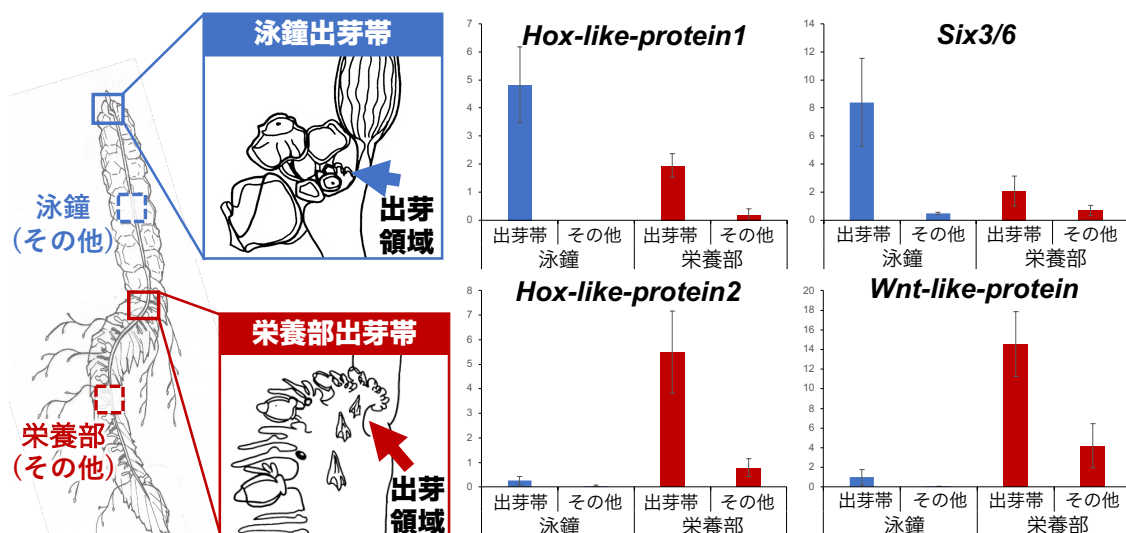 泳鐘出芽帯
出芽
領域
泳鐘
(その他)
栄養部出芽帯
出芽
領域
栄養部
(その他)
Hox-like-protein1
7
6
5
4
3
2
1
0
出芽帯 その他 出芽帯 その他
泳鐘 栄養部
Six3/6
14
12
10
8
6
4
2
0
出芽帯 その他 出芽帯 その他
泳鐘 栄養部
Hox-like-protein2
8
7
6
5
4
3
2
1
0
出芽帯 その他 出芽帯 その他
泳鐘 栄養部
Wnt-like-protein
20
18
16
14
12
10
8
6
4
2
0
出芽帯 その他 出芽帯 その他
泳鐘 栄養部